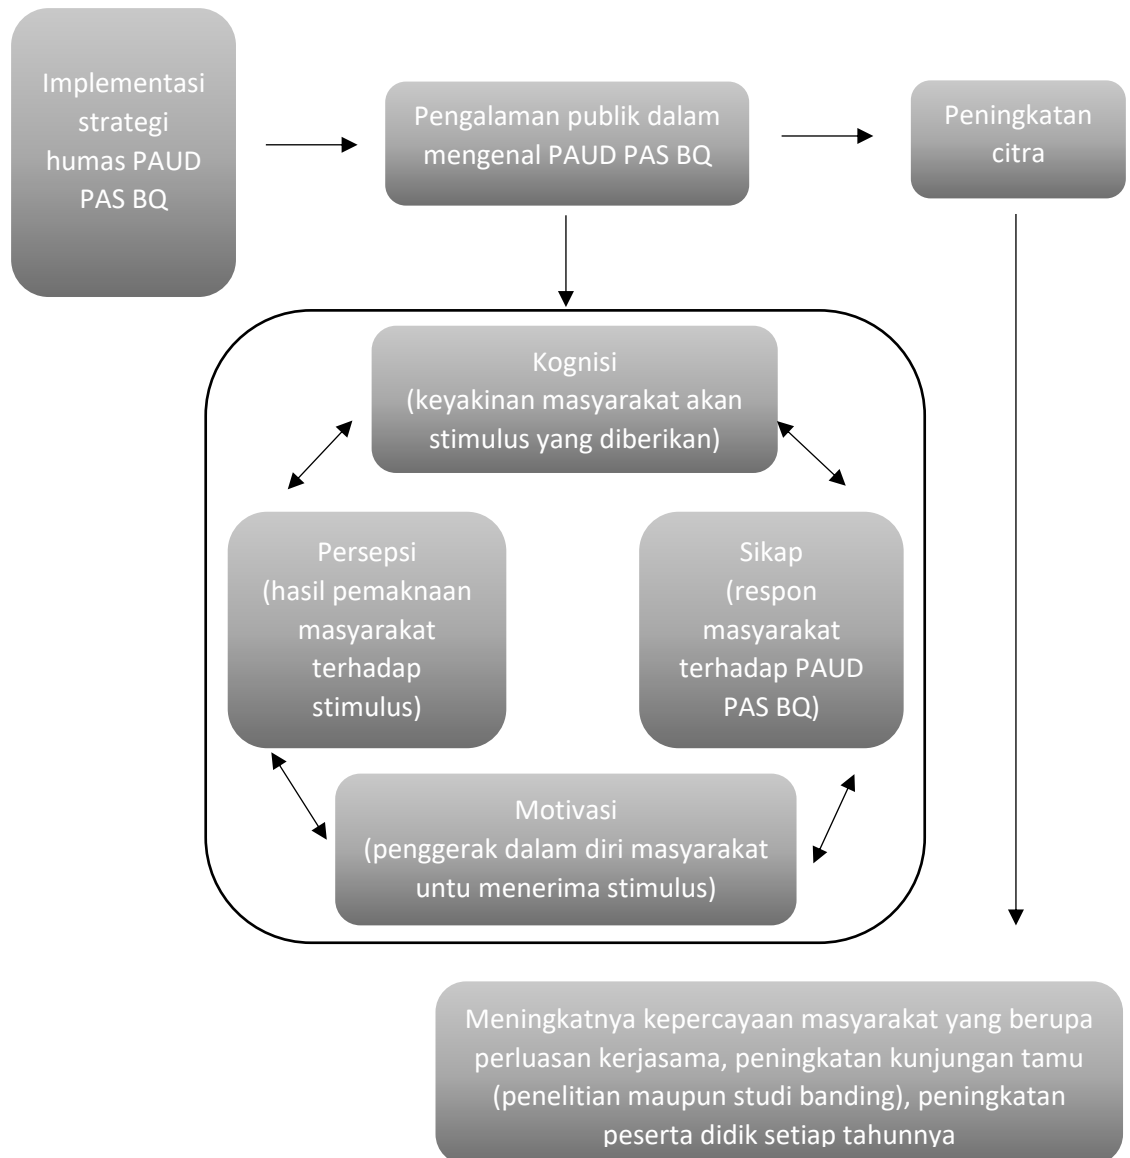 Implementasi
strategi
humas PAUD
PAS BQ
Pengalaman publik dalam
mengenal PAUD PAS BQ
Peningkatan
citra
Kognisi
(keyakinan masyarakat akan
stimulus yang diberikan)
Persepsi
(hasil pemaknaan
masyarakat
terhadap
stimulus)
Sikap
(respon
masyarakat
terhadap PAUD
PAS BQ)
Motivasi
(penggerak dalam diri masyarakat
untu menerima stimulus)
Meningkatnya kepercayaan masyarakat yang berupa
perluasan kerjasama, peningkatan kunjungan tamu
(penelitian maupun studi banding), peningkatan
peserta didik setiap tahunnya